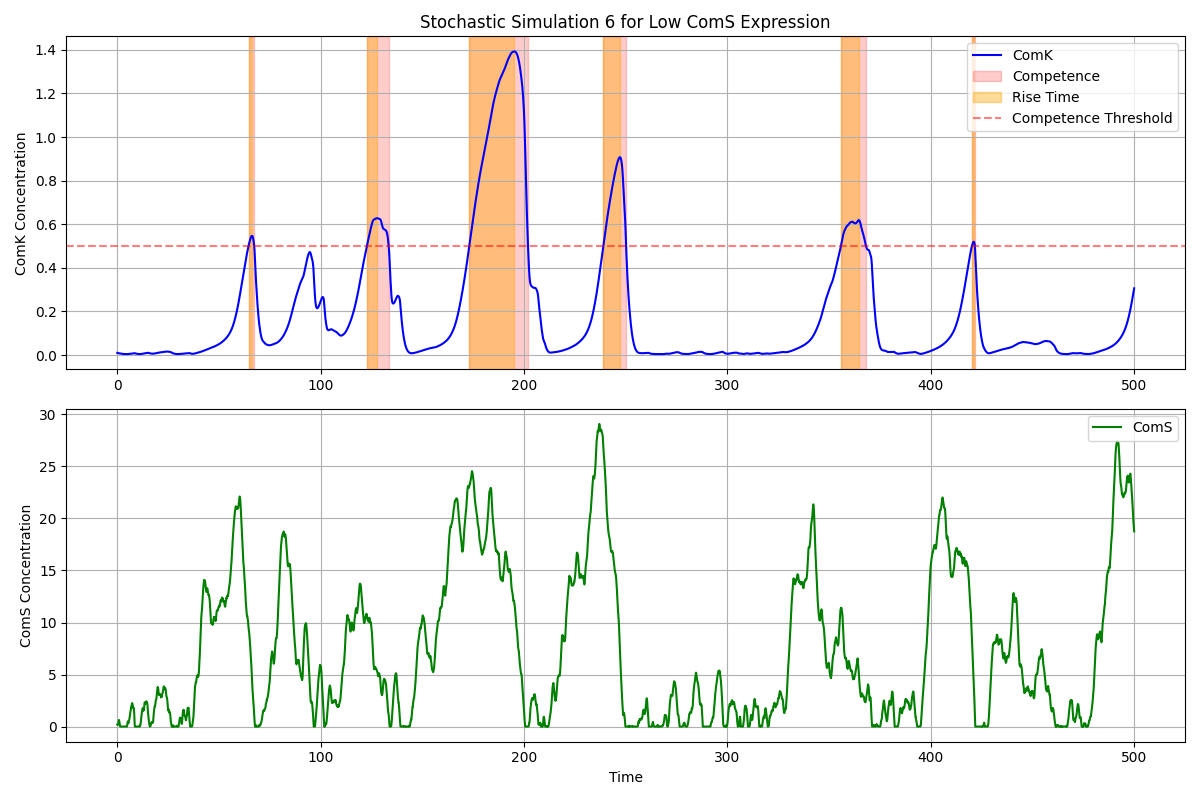 Stochastic Simulation 6 for Low ComS Expression
ComK Concentration
1.4
1.2
1.0
0.8
0.6
0.4
0.2
0.0
ComK
Competence
Rise Time
Competence Threshold
0 100 200 300 400 500
ComS Concentration
30
25
20
15
10
5
0
ComS
0 100 200 300 400 500
Time